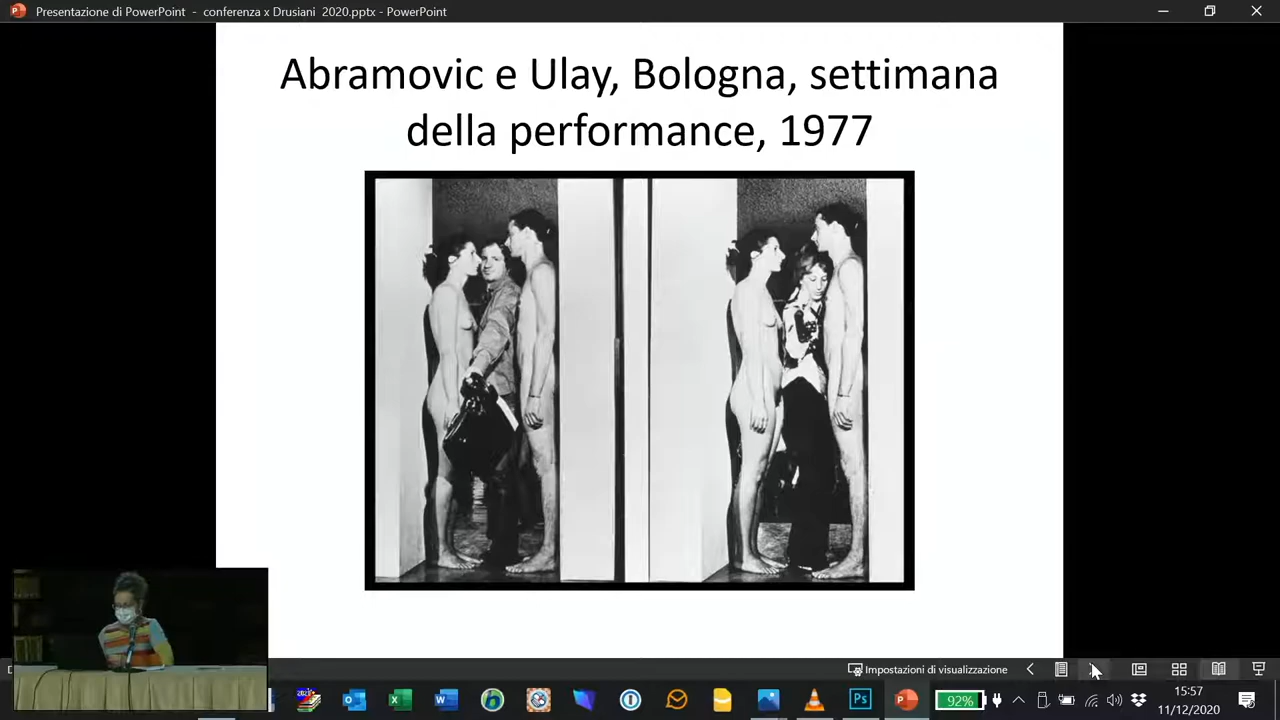 Presentazione di PowerPoint - conferenza x Drusiani 2020.pptx - PowerPoint
Abramovic e Ulay, Bologna, settimana
della performance, 1977
Impostazioni di visualizzazione
92%
15:57
11/12/2020
Ps